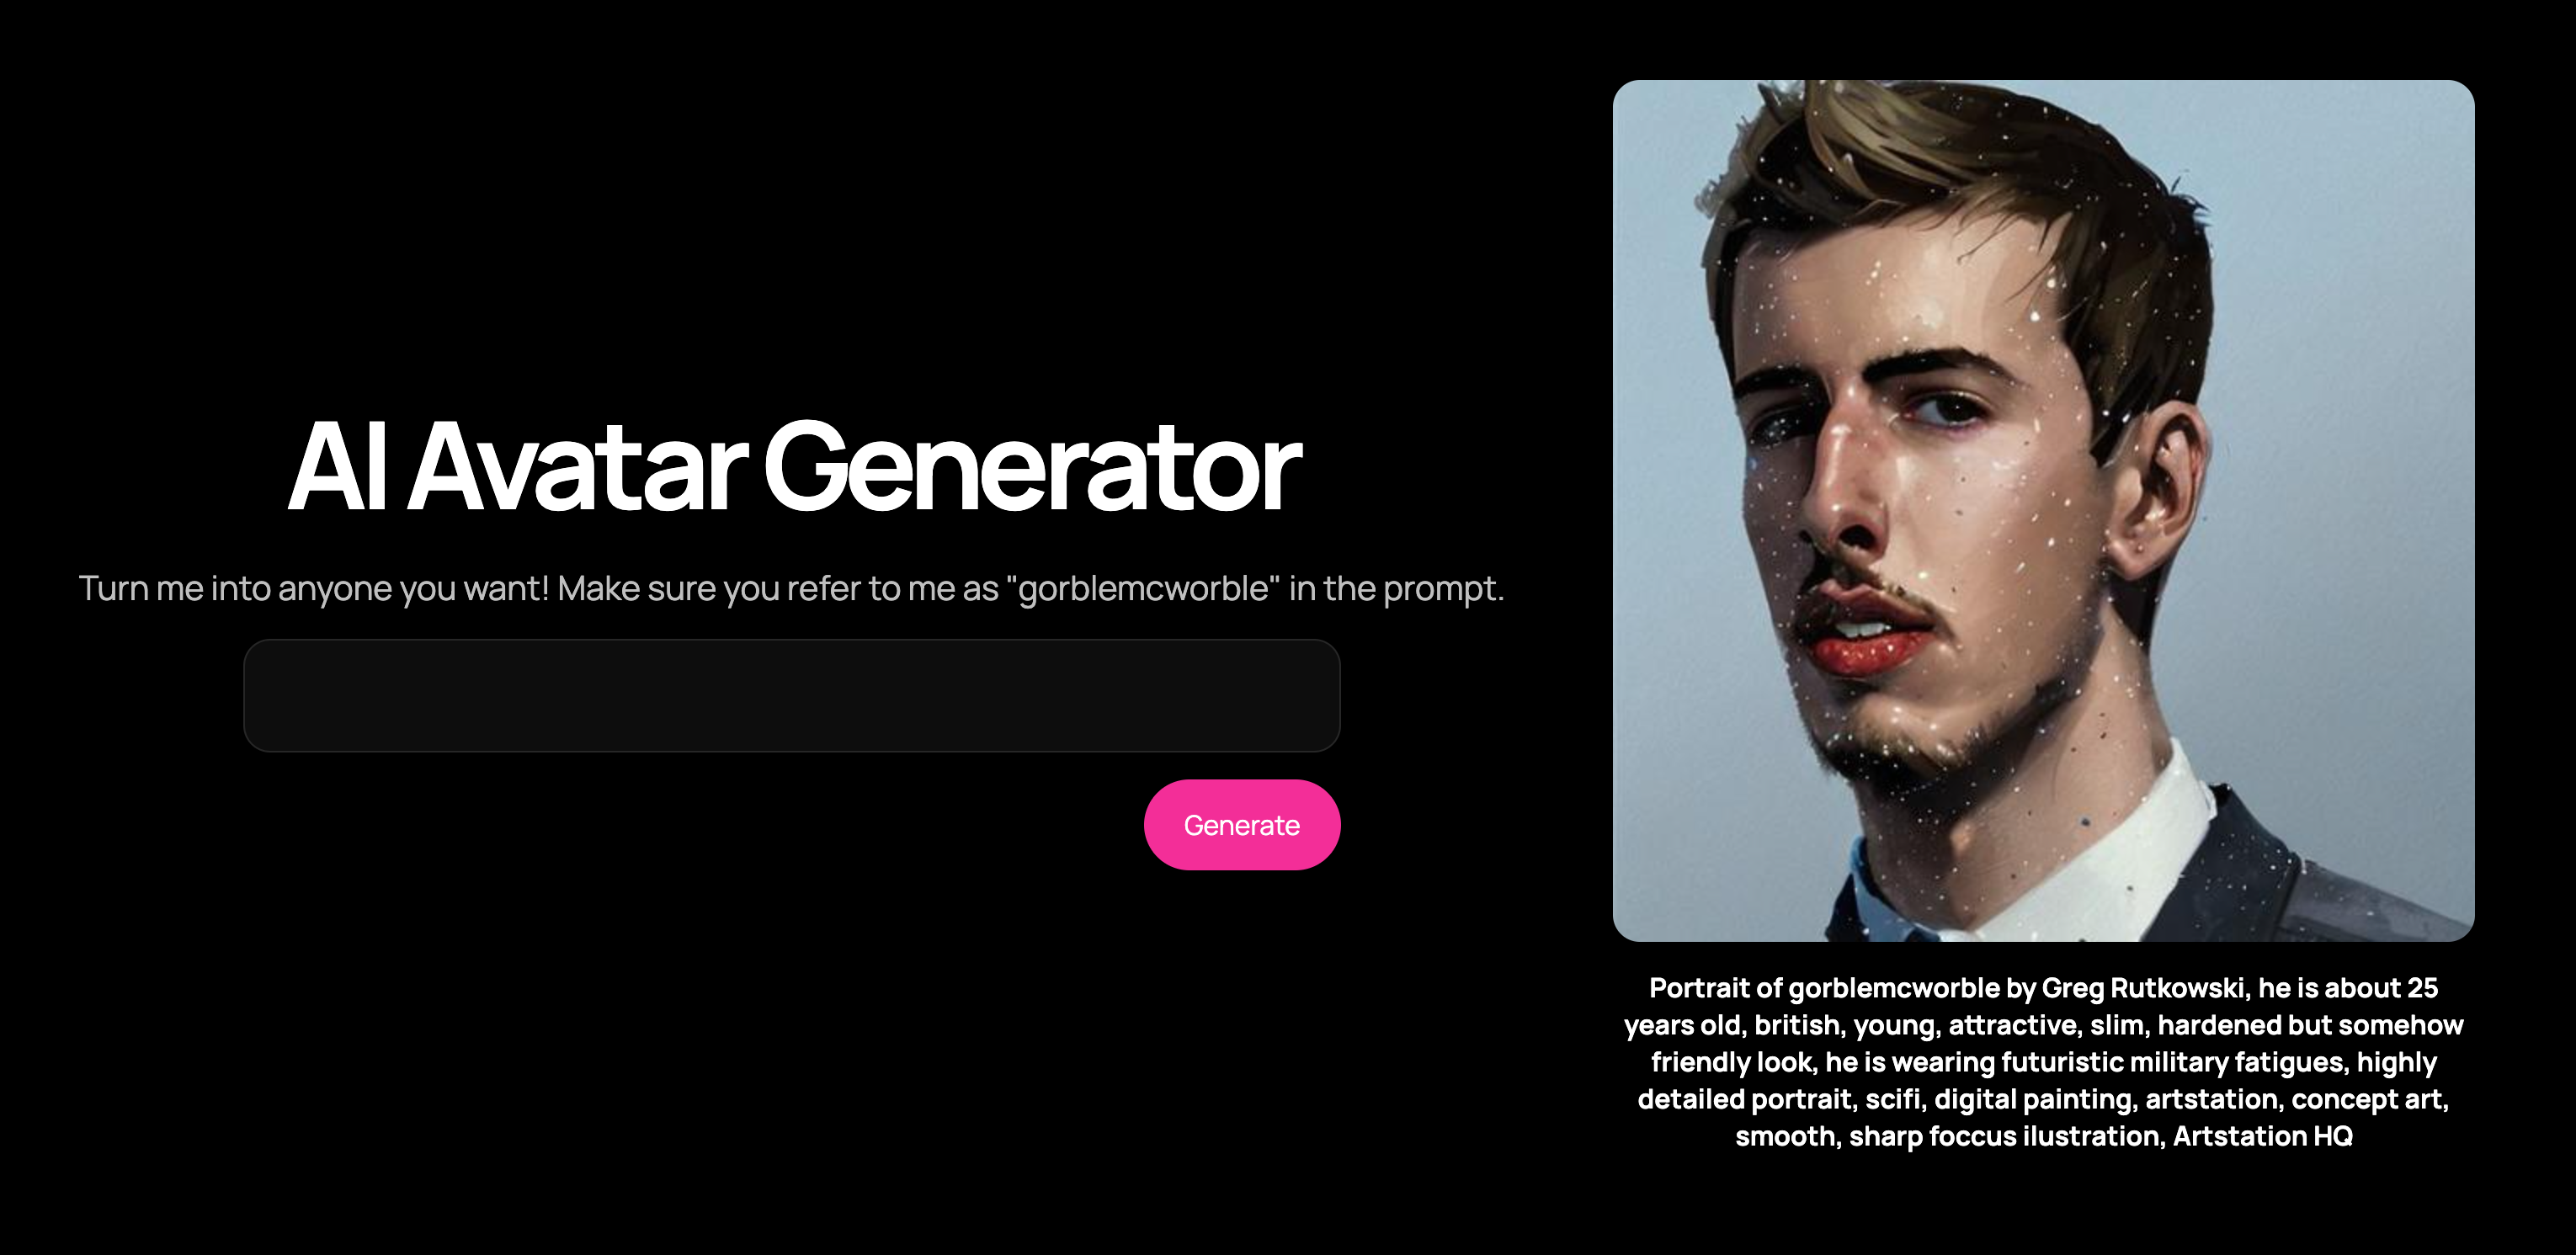 AI Avatar Generator
Turn me into anyone you want! Make sure you refer to me as "gorblemcworble" in the prompt.
Generate
Portrait of gorblemcworble by Greg Rutkowski, he is about 25
years old, british, young, attractive, slim, hardened but somehow
friendly look, he is wearing futuristic military fatigues, highly
detailed portrait, scifi, digital painting, artstation, concept art,
smooth, sharp foccus ilustration, Artstation HQ